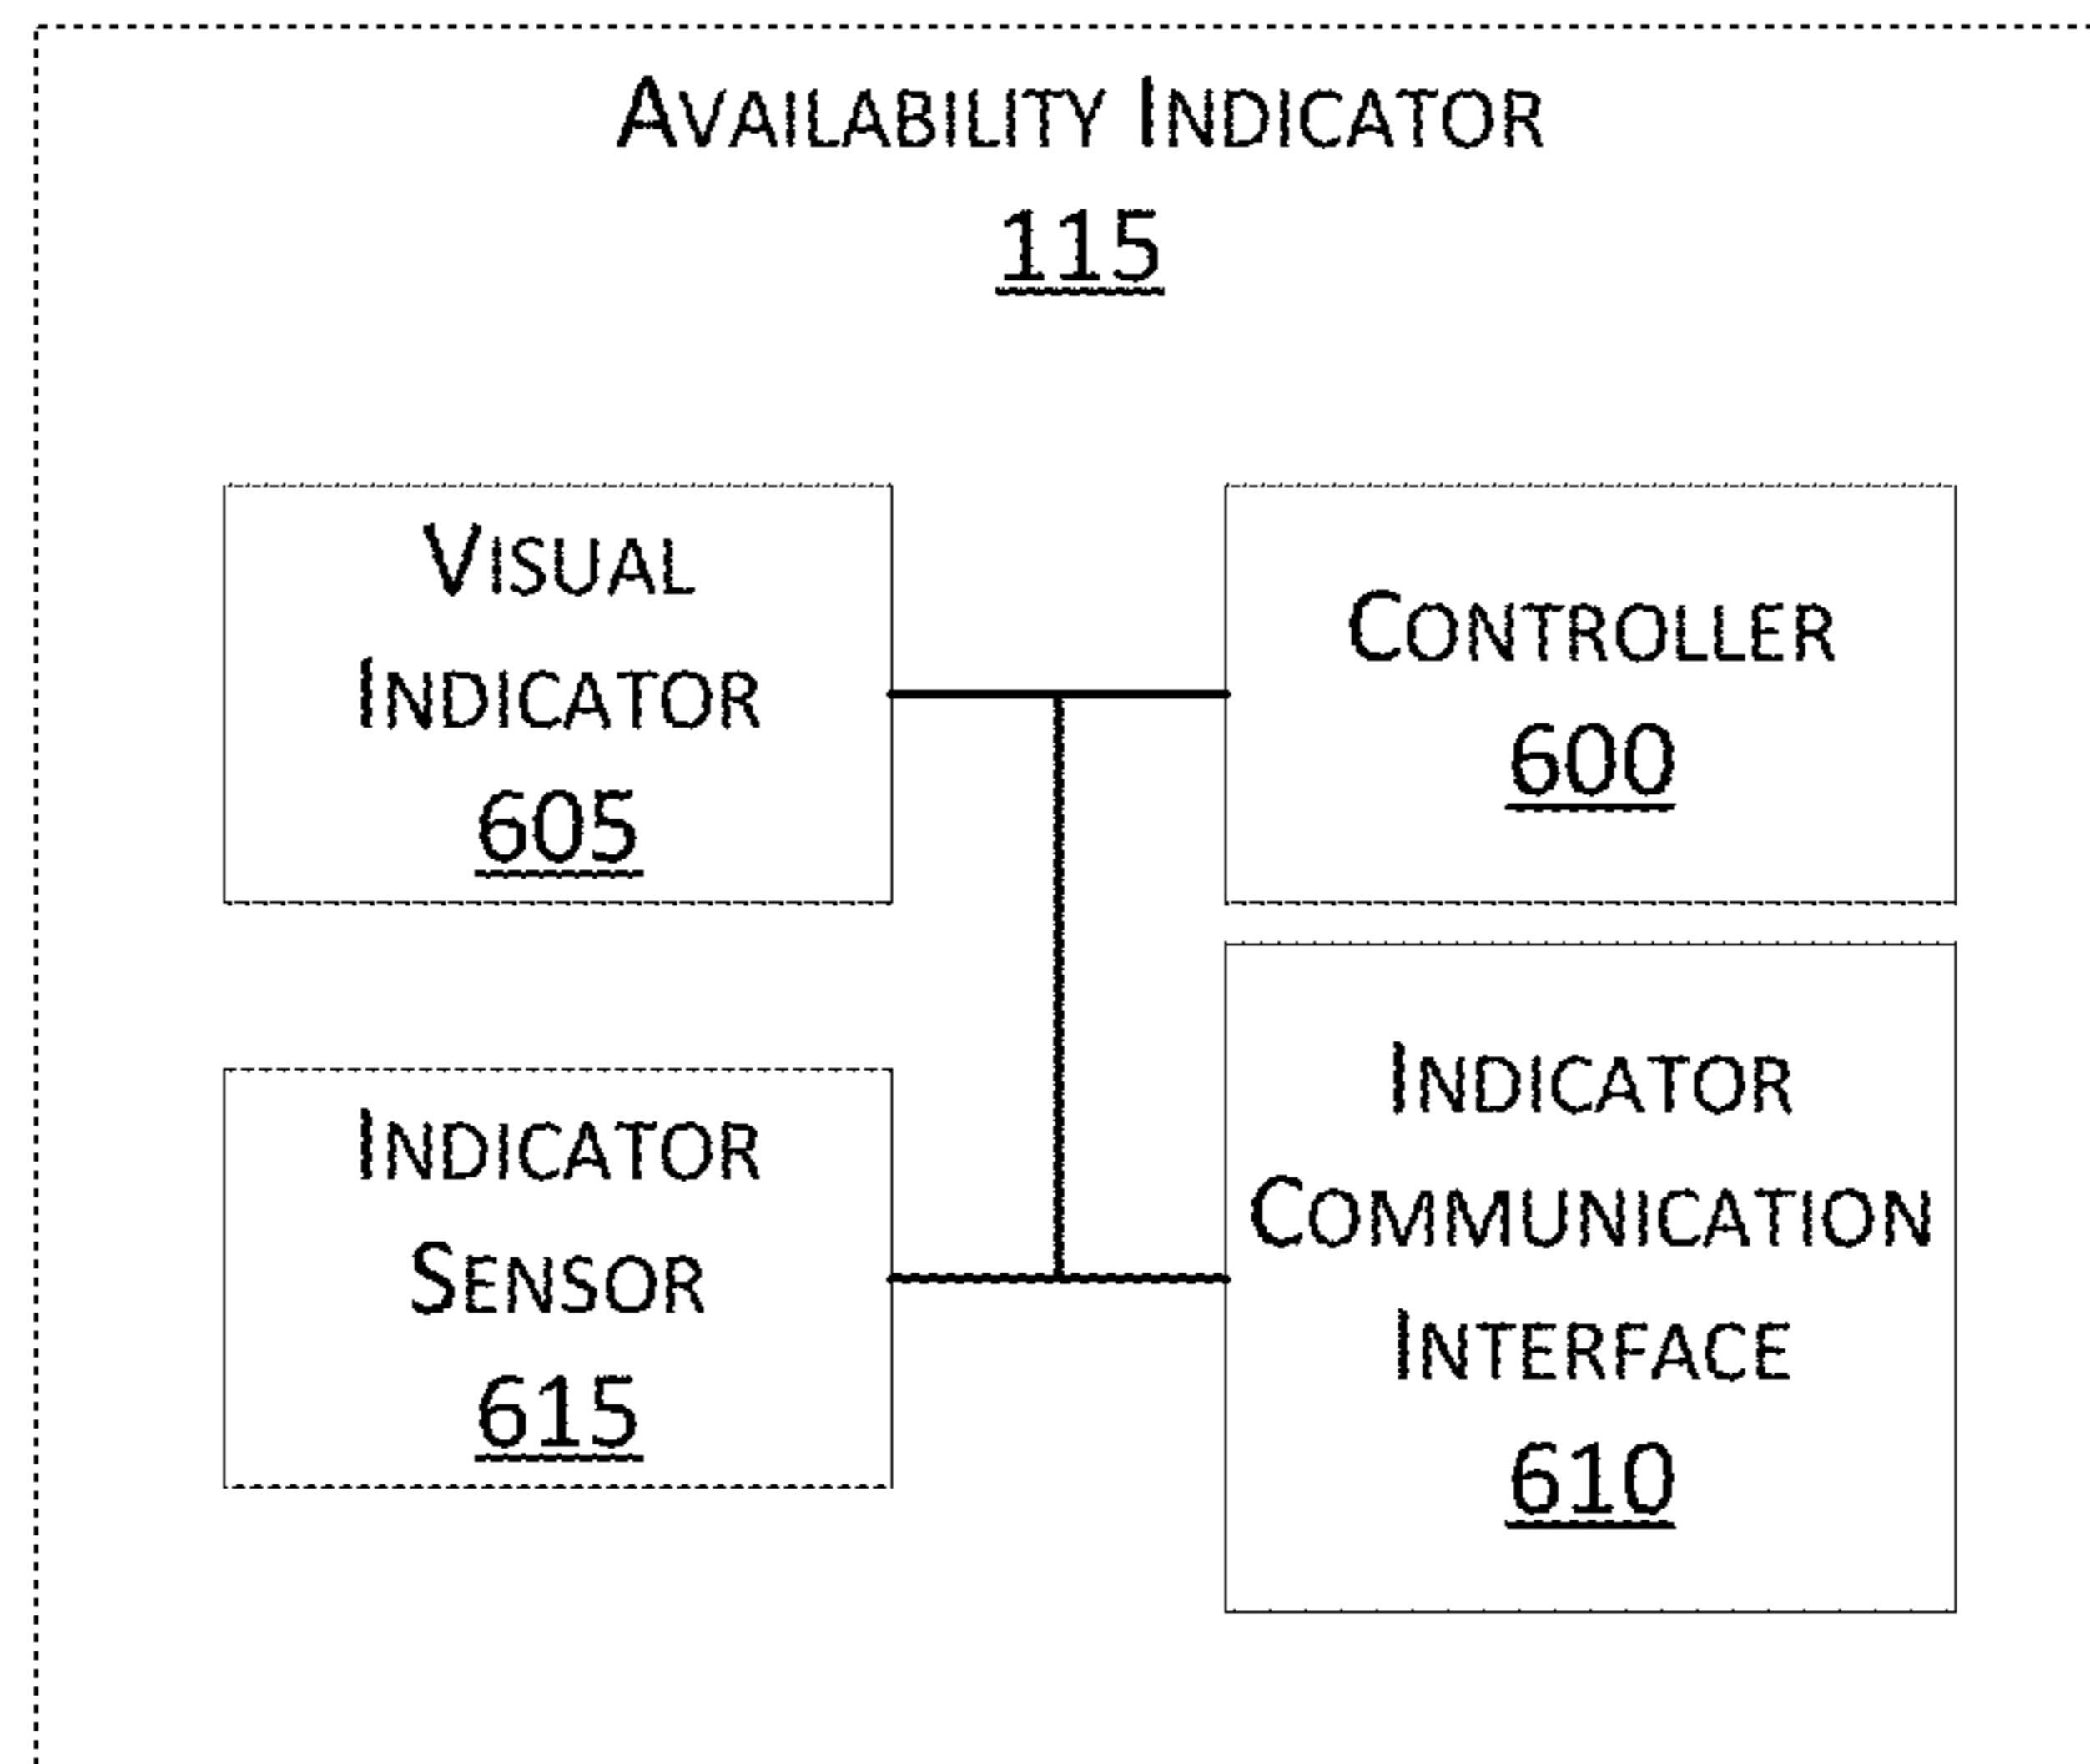 AVAILABILITY INDICATOR
115
VISUAL
INDICATOR
605
CONTROLLER
600
INDICATOR
SENSOR
615
INDICATOR
COMMUNICATION
INTERFACE
610